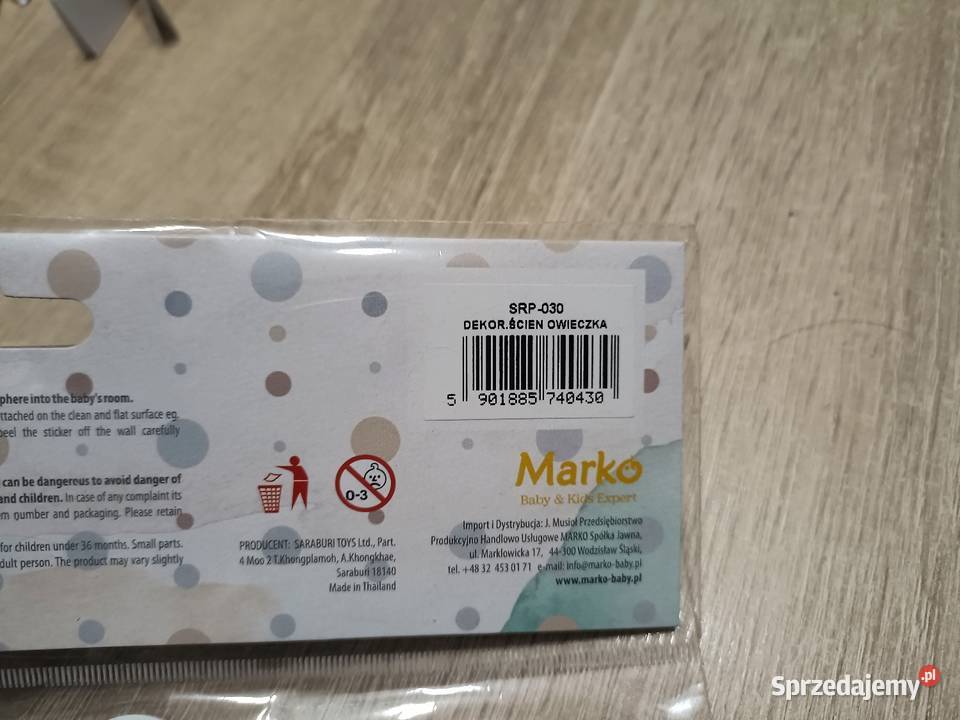 SRP-030
DEKOR.ŚCIEN OWIECZKA
5 901885 740430
phere into the baby's room.
ttached on the clean and flat surface eg.
peel the sticker off the wall carefully
can be dangerous to avoid danger of
and children. In case of any complaint its
m number and packaging. Please retain
for children under 36 months. Small parts.
dult person. The product may vary slightly
0-3
PRODUCENT: SARABURI TOYS Ltd., Part.
4 Moo 2 T.Khongplamoh, A.Khongkhae,
Saraburi 18140
Made in Thailand
Marko
Baby & Kids Expert
Import i Dystrybucja: J. Musioł Przedsiębiorstwo
Produkcyjno Handlowo Usługowe MARKO Spółka Jawna,
ul. Marklowicka 17, 44-300 Wodzisław Śląski,
tel. +48 32 453 01 71 e-mail: info@marko-baby.pl
www.marko-baby.pl
Sprzedajemy.pl